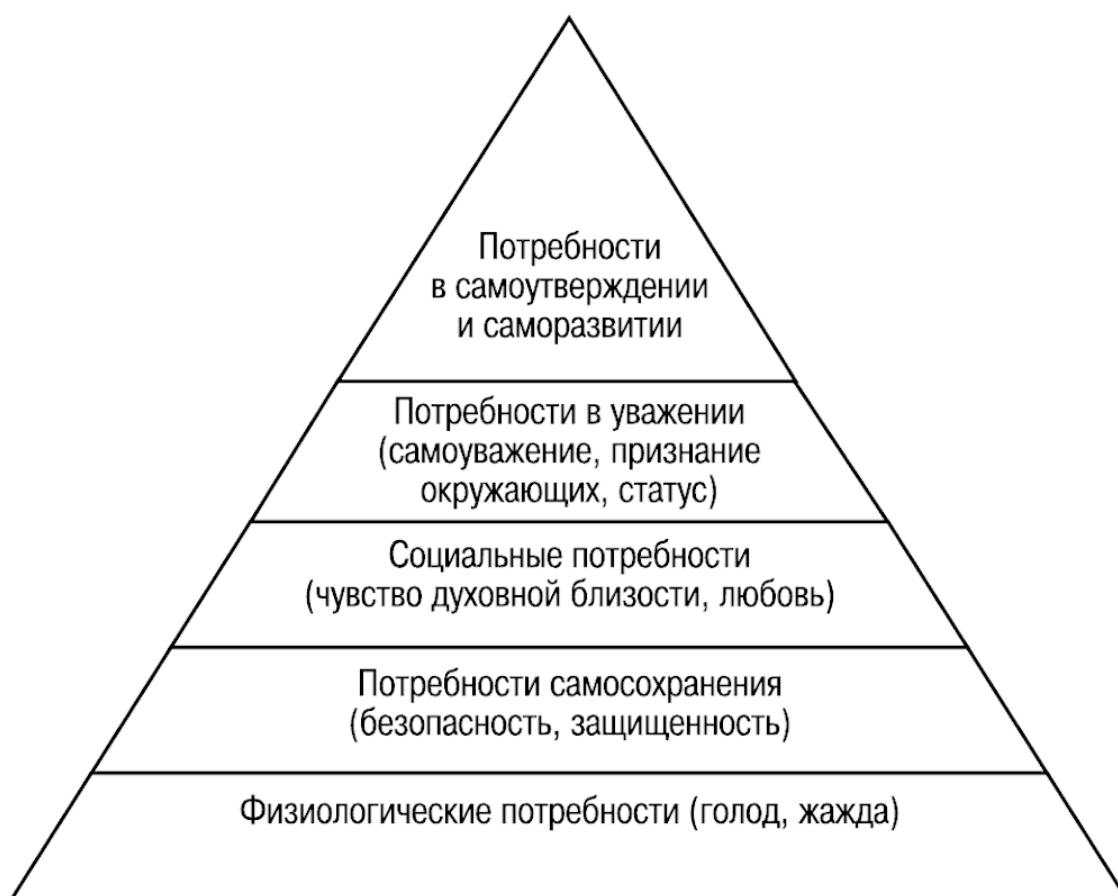 Потребности
в самоутверждении
и саморазвитии
Потребности в уважении
(самоуважение, признание
окружающих, статус)
Социальные потребности
(чувство духовной близости, любовь)
Потребности самосохранения
(безопасность, защищенность)
Физиологические потребности (голод, жажда)